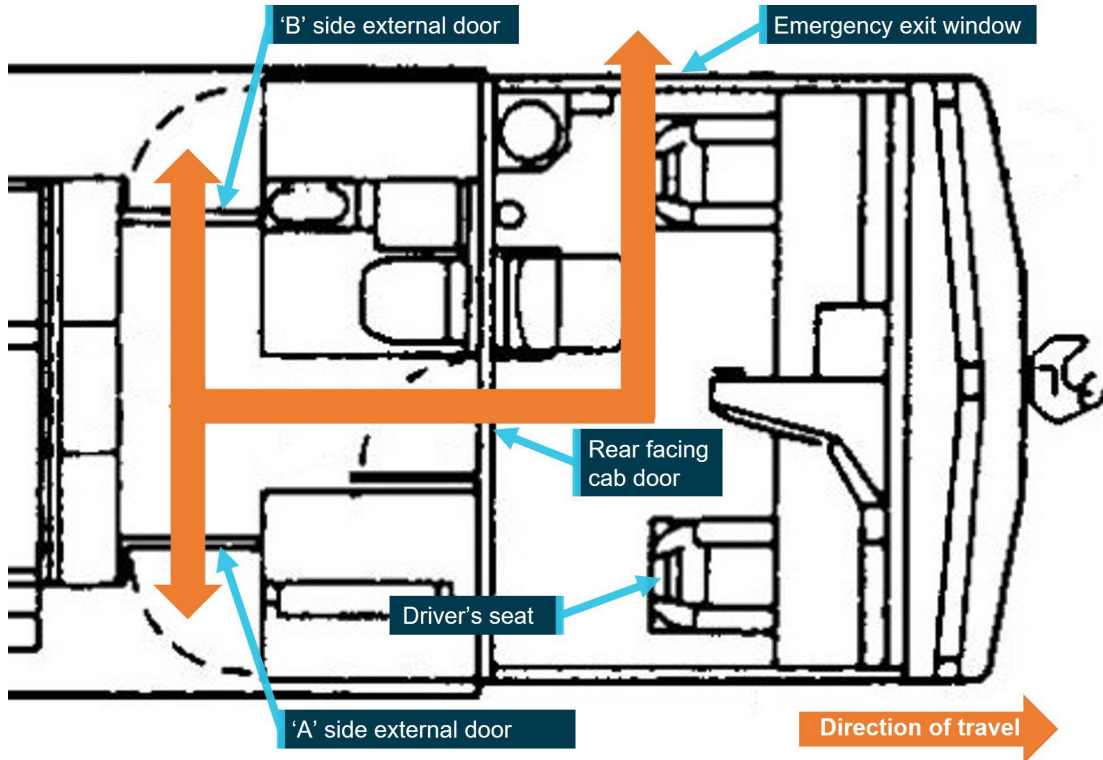 ‘B’ side external door
Emergency exit window
Rear facing
cab door
Driver’s seat
‘A’ side external door
Direction of travel